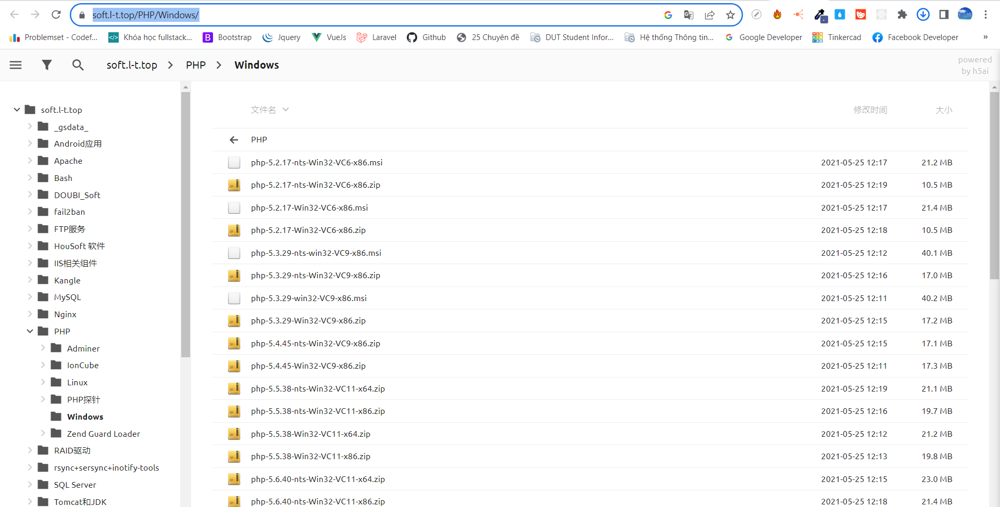 soft.l-t.top/PHP/Windows/
Problemset - Codef... Khóa học fullstack... Bootstrap Jquery VueJs Laravel Github 25 Chuyên đề DUT Student Infor... Hệ thống Thông tin... Google Developer Tinkercad Facebook Developer »
soft.l-t.top PHP Windows
powered
by h5ai
soft.l-t.top
_gsdata_
Android应用
Apache
Bash
DOUBI_Soft
fail2ban
FTP服务
HouSoft 软件
IIS相关组件
Kangle
MySQL
Nginx
PHP
Adminer
IonCube
Linux
PHP探针
Windows
Zend Guard Loader
RAID驱动
rsync+sersync+inotify-tools
SQL Server
Tomcat和JDK
文件名 修改时间 大小
PHP
php-5.2.17-nts-Win32-VC6-x86.msi 2021-05-25 12:17 21.2 MB
php-5.2.17-nts-Win32-VC6-x86.zip 2021-05-25 12:19 10.5 MB
php-5.2.17-Win32-VC6-x86.msi 2021-05-25 12:17 21.4 MB
php-5.2.17-Win32-VC6-x86.zip 2021-05-25 12:18 10.5 MB
php-5.3.29-nts-win32-VC9-x86.msi 2021-05-25 12:12 40.1 MB
php-5.3.29-nts-Win32-VC9-x86.zip 2021-05-25 12:16 17.0 MB
php-5.3.29-win32-VC9-x86.msi 2021-05-25 12:11 40.2 MB
php-5.3.29-Win32-VC9-x86.zip 2021-05-25 12:15 17.2 MB
php-5.4.45-nts-Win32-VC9-x86.zip 2021-05-25 12:15 17.1 MB
php-5.4.45-Win32-VC9-x86.zip 2021-05-25 12:11 17.3 MB
php-5.5.38-nts-Win32-VC11-x64.zip 2021-05-25 12:19 21.1 MB
php-5.5.38-nts-Win32-VC11-x86.zip 2021-05-25 12:16 19.7 MB
php-5.5.38-Win32-VC11-x64.zip 2021-05-25 12:12 21.2 MB
php-5.5.38-Win32-VC11-x86.zip 2021-05-25 12:13 19.8 MB
php-5.6.40-nts-Win32-VC11-x64.zip 2021-05-25 12:15 23.0 MB
php-5.6.40-nts-Win32-VC11-x86.zip 2021-05-25 12:18 21.4 MB